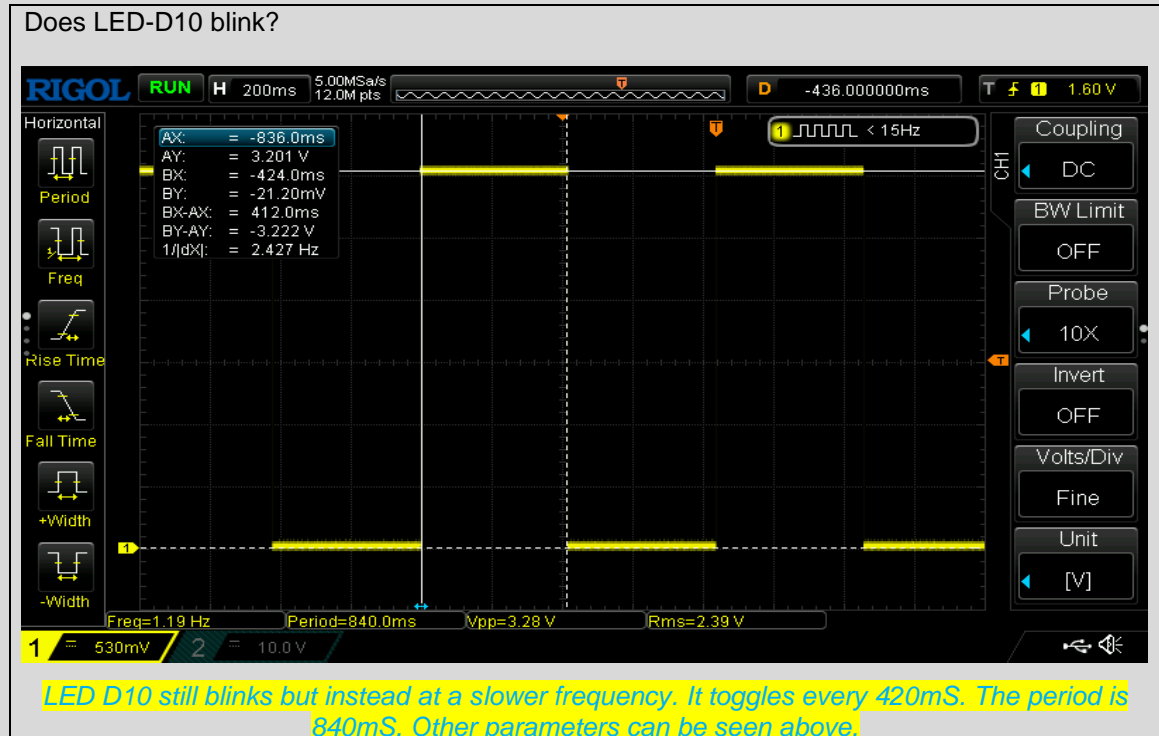 Does LED-D10 blink?
RIGOL RUN H 200ms 5.00MSa/s 12.0M pts D -436.000000ms T 1 1.60 V
Horizontal
Period
Freq
Rise Time
Fall Time
+Width
-Width
AX: = -836.0ms
AY: = 3.201 V
BX: = -424.0ms
BY: = -21.20mV
BX-AX: = 412.0ms
BY-AY: = -3.222 V
1/|dX|: = 2.427 Hz
1 < 15Hz
T
T
1
CH1
Coupling
DC
BW Limit
OFF
Probe
10X
Invert
OFF
Volts/Div
Fine
Unit
[V]
Freq=1.19 Hz Period=840.0ms Vpp=3.28 V Rms=2.39 V
1 530mV 2 10.0 V
LED D10 still blinks but instead at a slower frequency. It toggles every 420mS. The period is
840mS. Other parameters can be seen above.